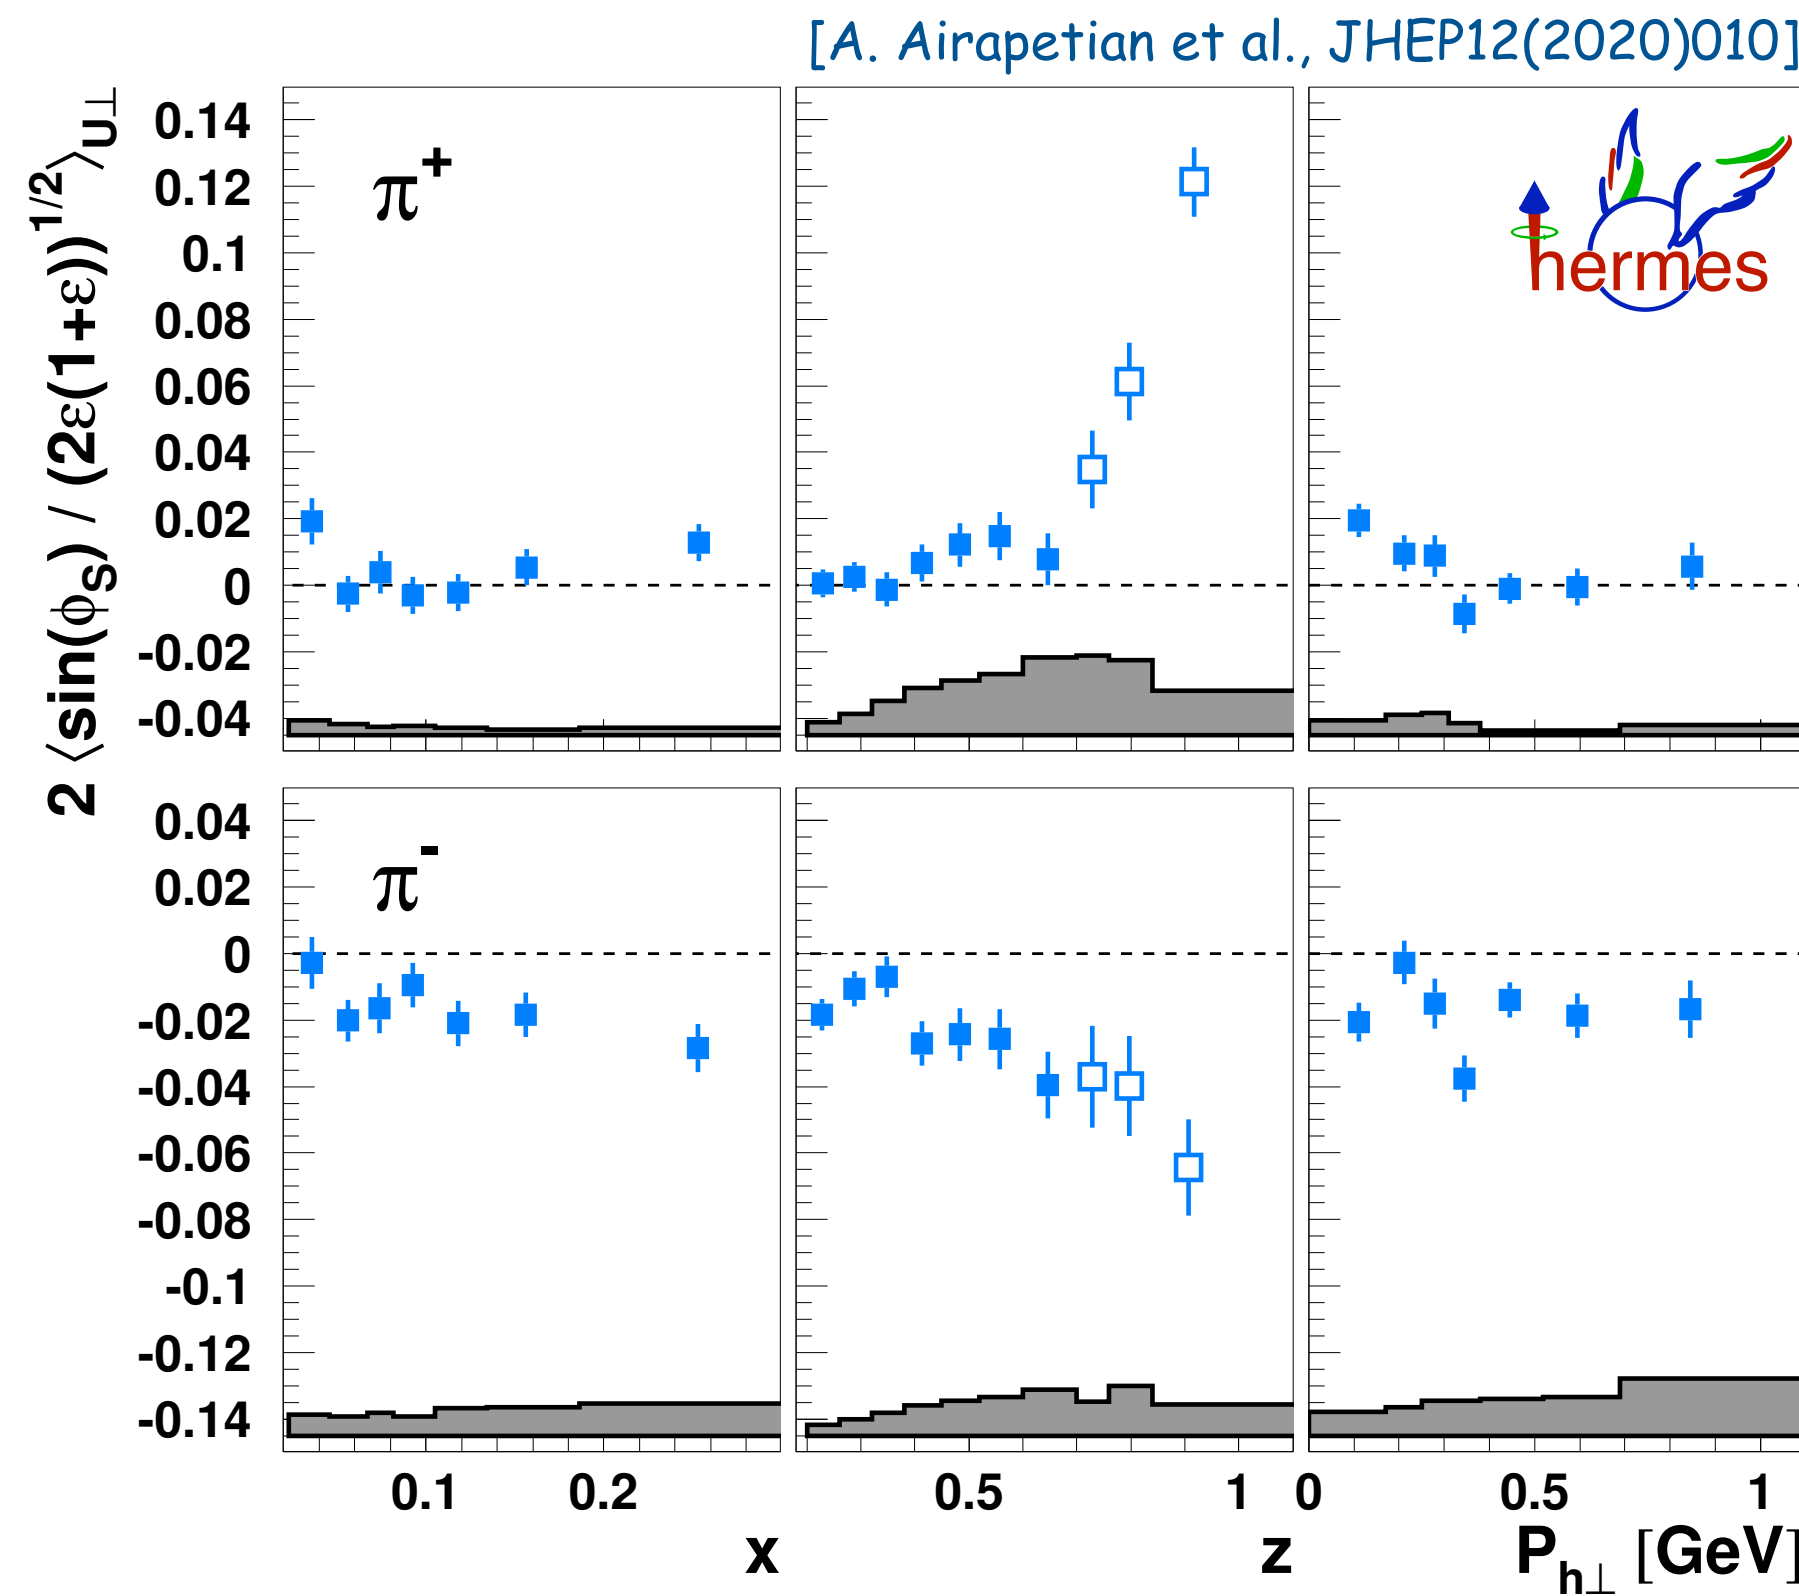 [A. Airapetian et al., JHEP12(2020)010]
2 ⟨sin(ϕS) / (2ε(1+ε))1/2⟩U⊥
π+
hermes
0.14
0.12
0.1
0.08
0.06
0.04
0.02
0
-0.02
-0.04
π-
0.04
0.02
0
-0.02
-0.04
-0.06
-0.08
-0.1
-0.12
-0.14
0.1 0.2 0.5 1 0 0.5 1
x z Ph⊥ [GeV]